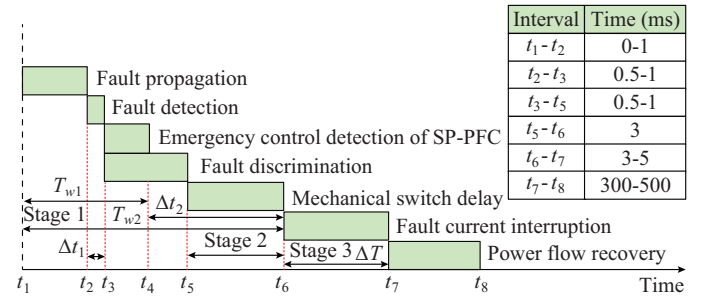 Interval Time (ms)
t1-t2 0-1
t2-t3 0.5-1
t3-t5 0.5-1
t5-t6 3
t6-t7 3-5
t7-t8 300-500
Fault propagation
Fault detection
Emergency control detection of SP-PFC
Fault discrimination
Tw1
Mechanical switch delay
Δt2
Stage 1 Tw2
Fault current interruption
Δt1
Stage 2
Stage 3 ΔT
Power flow recovery
t1 t2 t3 t4 t5 t6 t7 t8 Time